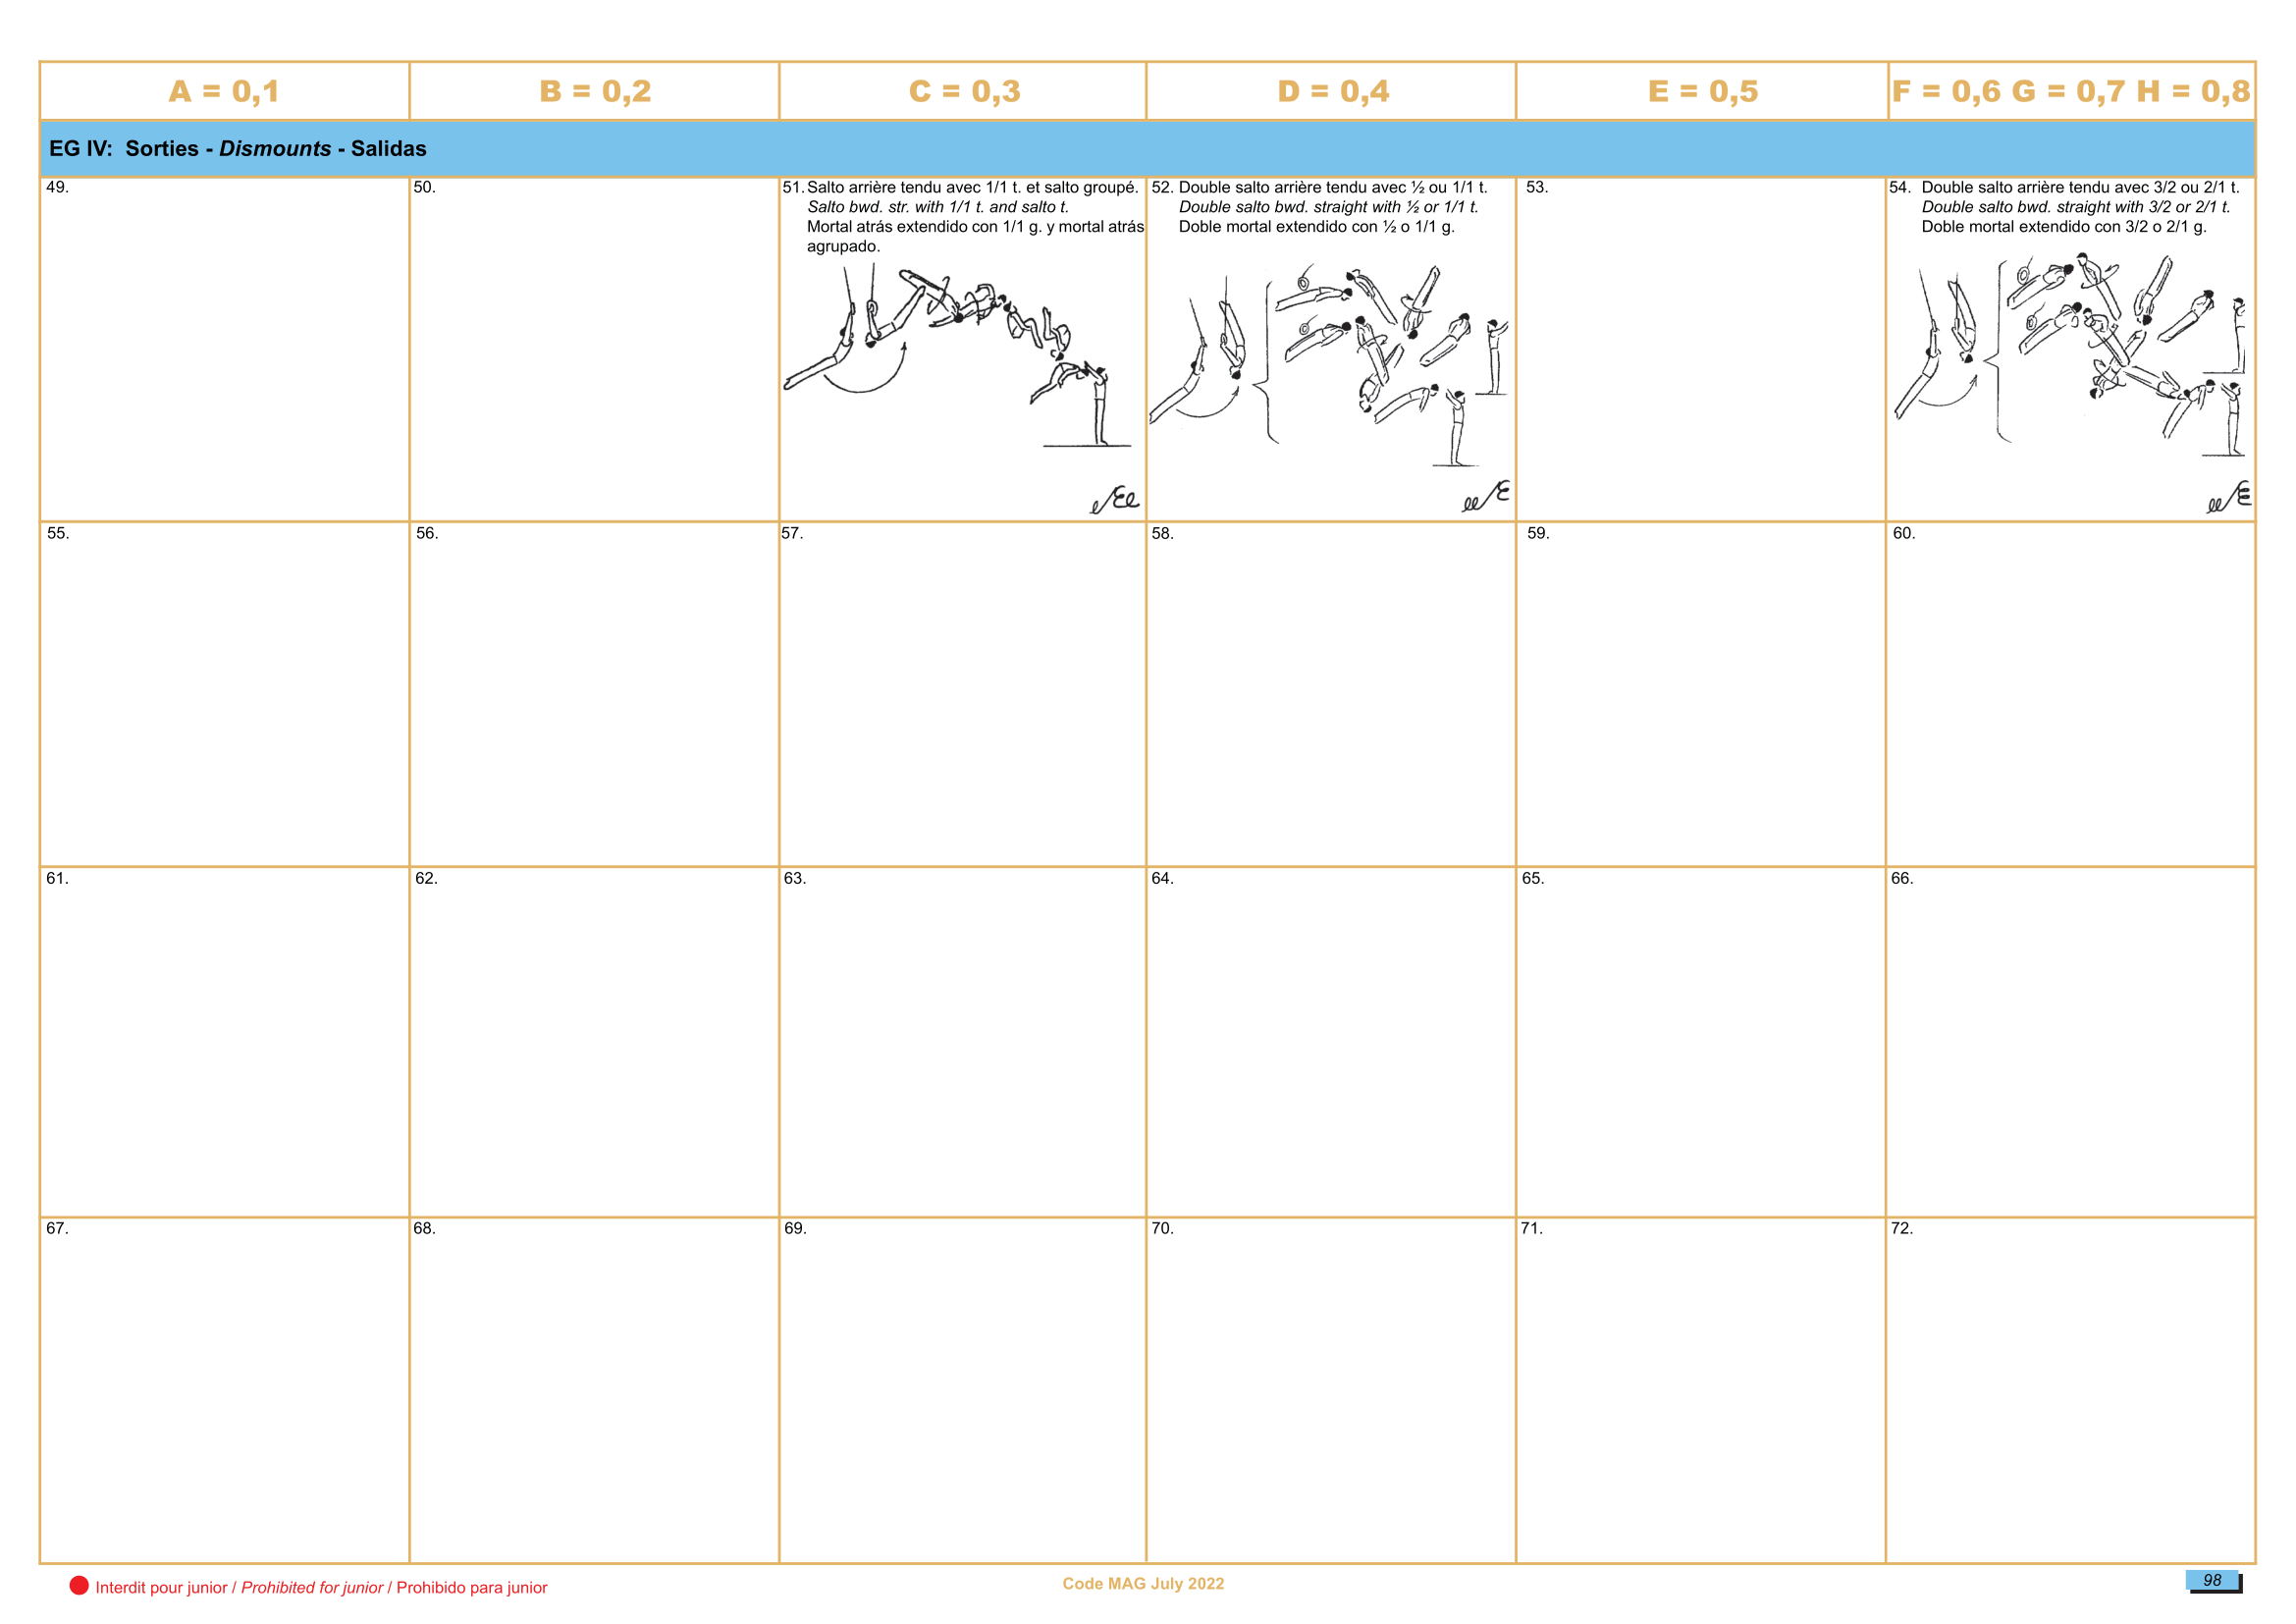 A = 0,1
B = 0,2
C = 0,3
D = 0,4
E = 0,5
F = 0,6 G = 0,7 H = 0,8
EG IV: Sorties - Dismounts - Salidas
49.
50.
51. Salto arrière tendu avec 1/1 t. et salto groupé.
Salto bwd. str. with 1/1 t. and salto t.
Mortal atrás extendido con 1/1 g. y mortal atrás
agrupado.
52. Double salto arrière tendu avec ½ ou 1/1 t.
Double salto bwd. straight with ½ or 1/1 t.
Doble mortal extendido con ½ o 1/1 g.
53.
54. Double salto arrière tendu avec 3/2 ou 2/1 t.
Double salto bwd. straight with 3/2 or 2/1 t.
Doble mortal extendido con 3/2 o 2/1 g.
55.
56.
57.
58.
59.
60.
61.
62.
63.
64.
65.
66.
67.
68.
69.
70.
71.
72.
Interdit pour junior / Prohibited for junior / Prohibido para junior
Code MAG July 2022
98